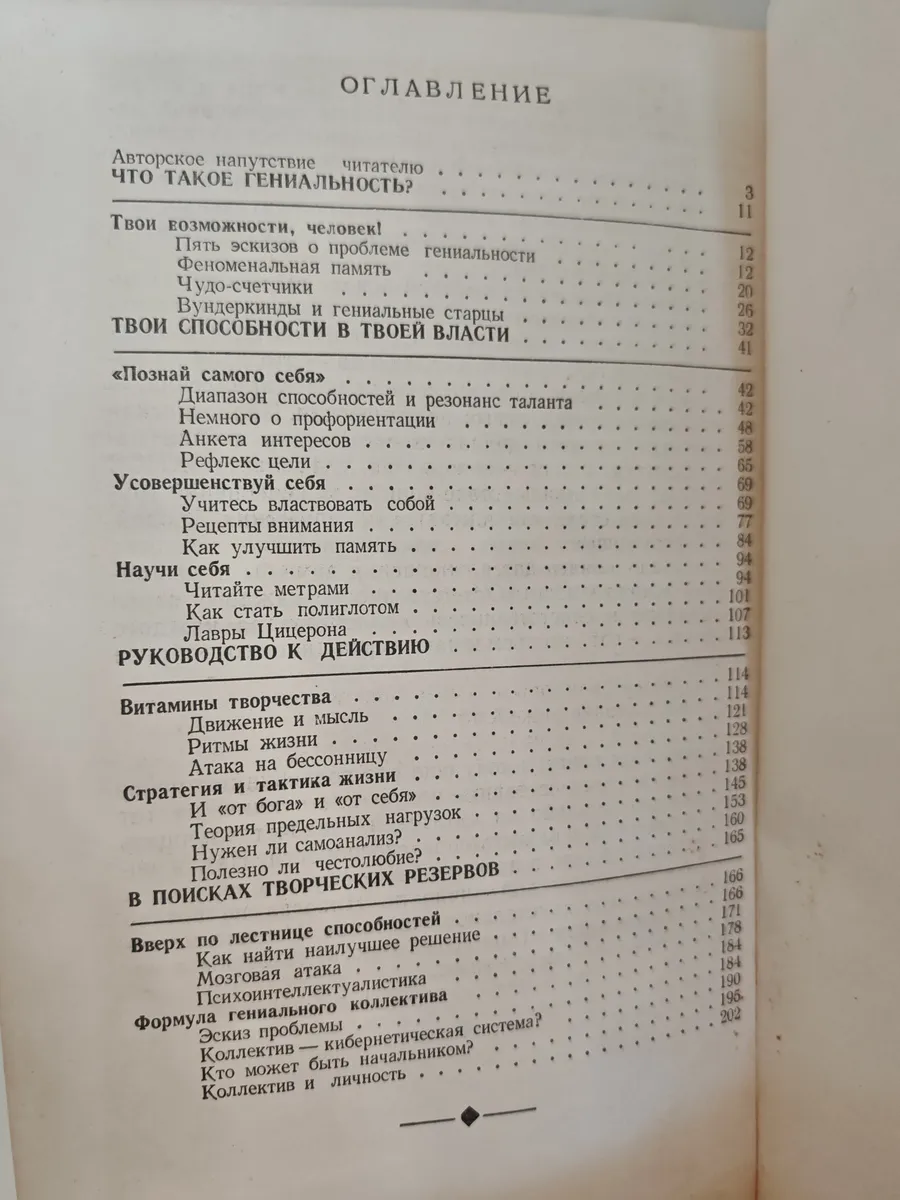 ОГЛАВЛЕНИЕ
Авторское напутствие читателю . . . . . . . . . . 3
ЧТО ТАКОЕ ГЕНИАЛЬНОСТЬ? . . . . . . . . . . 11
Твои возможности, человек! . . . . . . . . . . 12
Пять эскизов о проблеме гениальности . . . . . . . 12
Феноменальная память . . . . . . . . . . 20
Чудо-счетчики . . . . . . . . . . 26
Вундеркинды и гениальные старцы . . . . . . . . 32
ТВОИ СПОСОБНОСТИ В ТВОЕЙ ВЛАСТИ . . . . . . . . 41
«Познай самого себя» . . . . . . . . . . 42
Диапазон способностей и резонанс таланта . . . . . . 42
Немного о профориентации . . . . . . . . . . 48
Анкета интересов . . . . . . . . . . 58
Рефлекс цели . . . . . . . . . . 65
Усовершенствуй себя . . . . . . . . . . 69
Учитесь властвовать собой . . . . . . . . . . 69
Рецепты внимания . . . . . . . . . . 77
Как улучшить память . . . . . . . . . . 84
Научи себя . . . . . . . . . . 94
Читайте метрами . . . . . . . . . . 94
Как стать полиглотом . . . . . . . . . . 101
Лавры Цицерона . . . . . . . . . . 107
РУКОВОДСТВО К ДЕЙСТВИЮ . . . . . . . . . . 113
Витамины творчества . . . . . . . . . . 114
Движение и мысль . . . . . . . . . . 114
Ритмы жизни . . . . . . . . . . 121
Атака на бессонницу . . . . . . . . . . 128
Стратегия и тактика жизни . . . . . . . . . . 138
И «от бога» и «от себя» . . . . . . . . . . 138
Теория предельных нагрузок . . . . . . . . . . 145
Нужен ли самоанализ? . . . . . . . . . . 153
Полезно ли честолюбие? . . . . . . . . . . 160
В ПОИСКАХ ТВОРЧЕСКИХ РЕЗЕРВОВ . . . . . . . . 165
Вверх по лестнице способностей . . . . . . . . . . 166
Как найти наилучшее решение . . . . . . . . . . 166
Мозговая атака . . . . . . . . . . 171
Психоинтеллектуалистика . . . . . . . . . . 178
Формула гениального коллектива . . . . . . . . . . 184
Эскиз проблемы . . . . . . . . . . 184
Коллектив — кибернетическая система? . . . . . . . 190
Кто может быть начальником? . . . . . . . . . . 195
Коллектив и личность . . . . . . . . . . 202